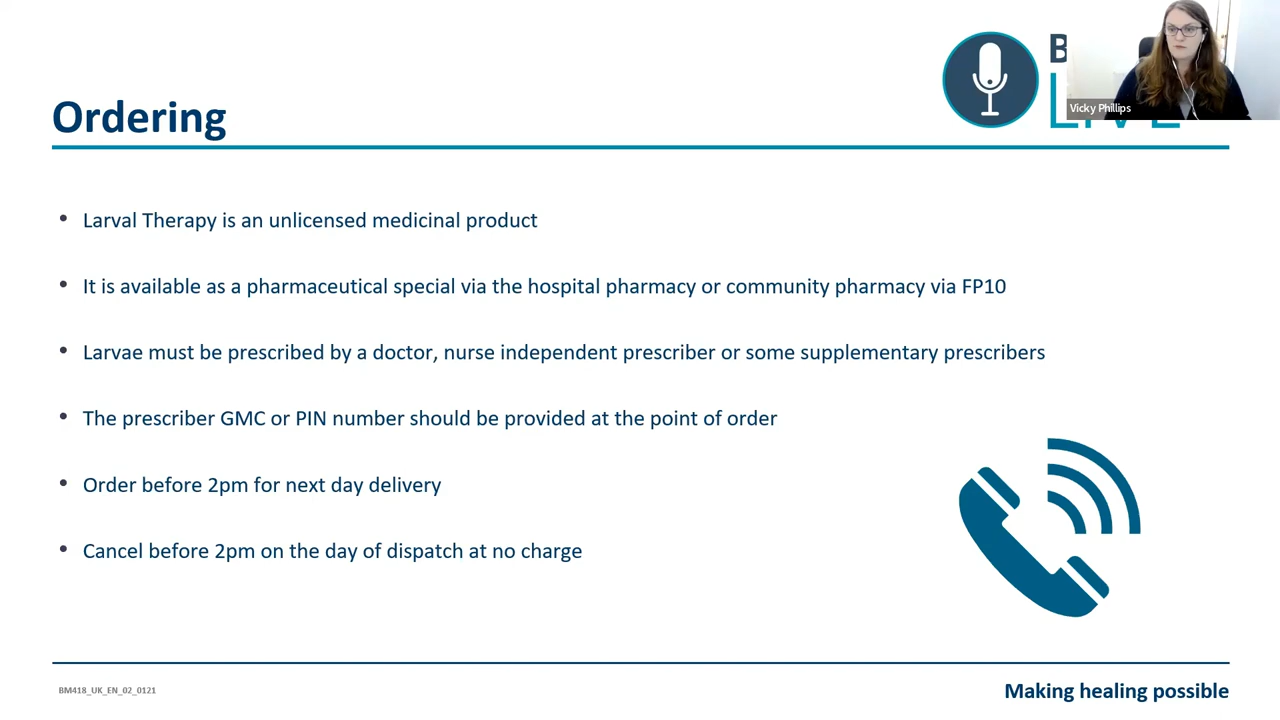 Vicky Phillips
Ordering
• Larval Therapy is an unlicensed medicinal product
• It is available as a pharmaceutical special via the hospital pharmacy or community pharmacy via FP10
• Larvae must be prescribed by a doctor, nurse independent prescriber or some supplementary prescribers
• The prescriber GMC or PIN number should be provided at the point of order
• Order before 2pm for next day delivery
• Cancel before 2pm on the day of dispatch at no charge
BM418_UK_EN_02_0121
Making healing possible